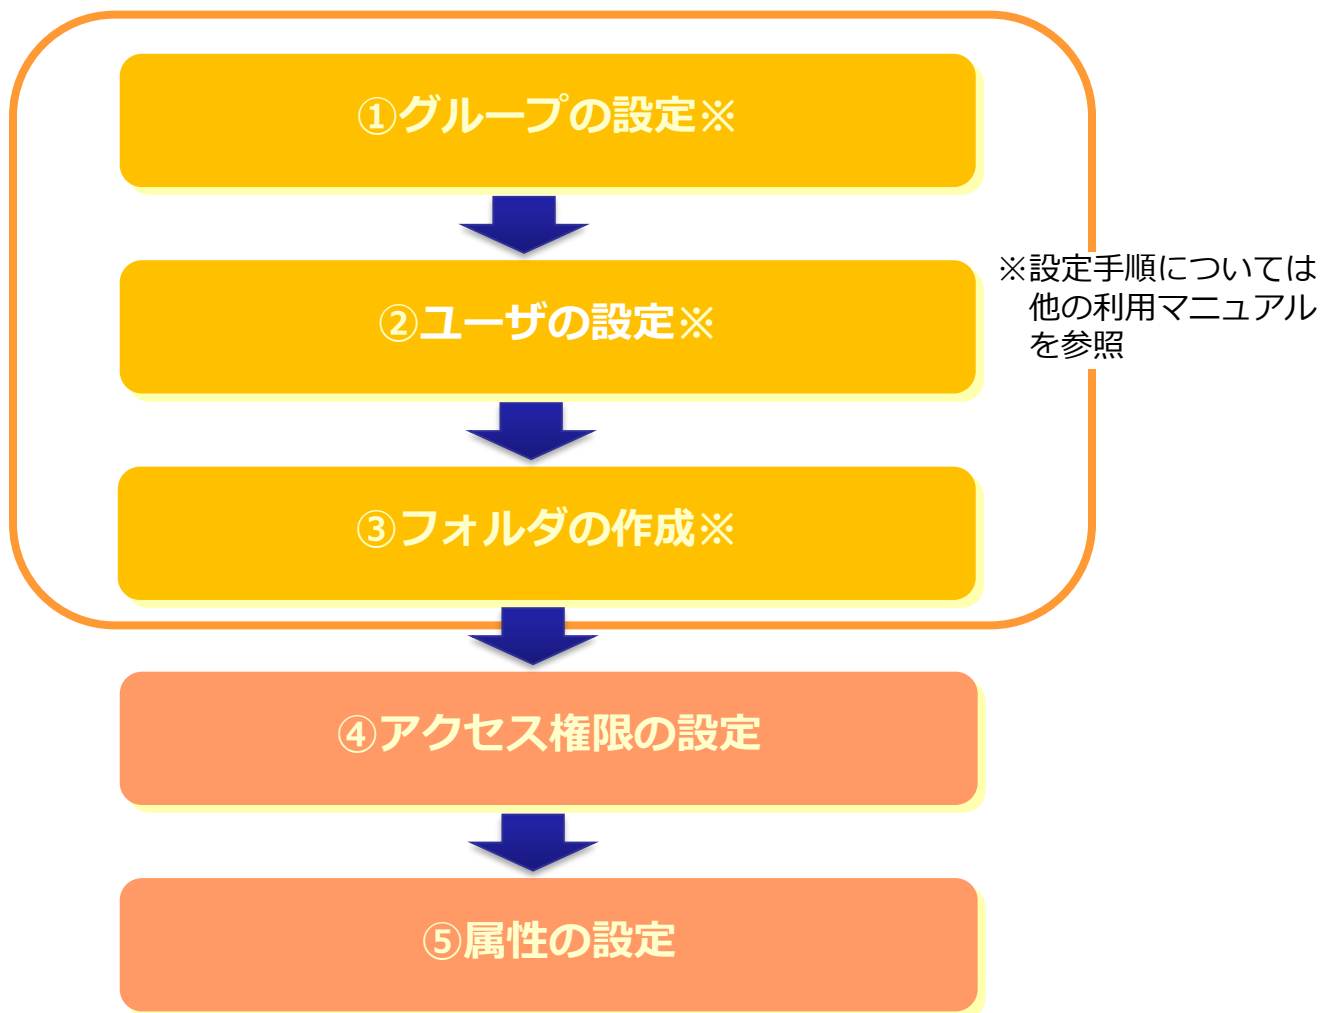 ①グループの設定※
②ユーザの設定※
※設定手順については
他の利用マニュアル
を参照
③フォルダの作成※
④アクセス権限の設定
⑤属性の設定